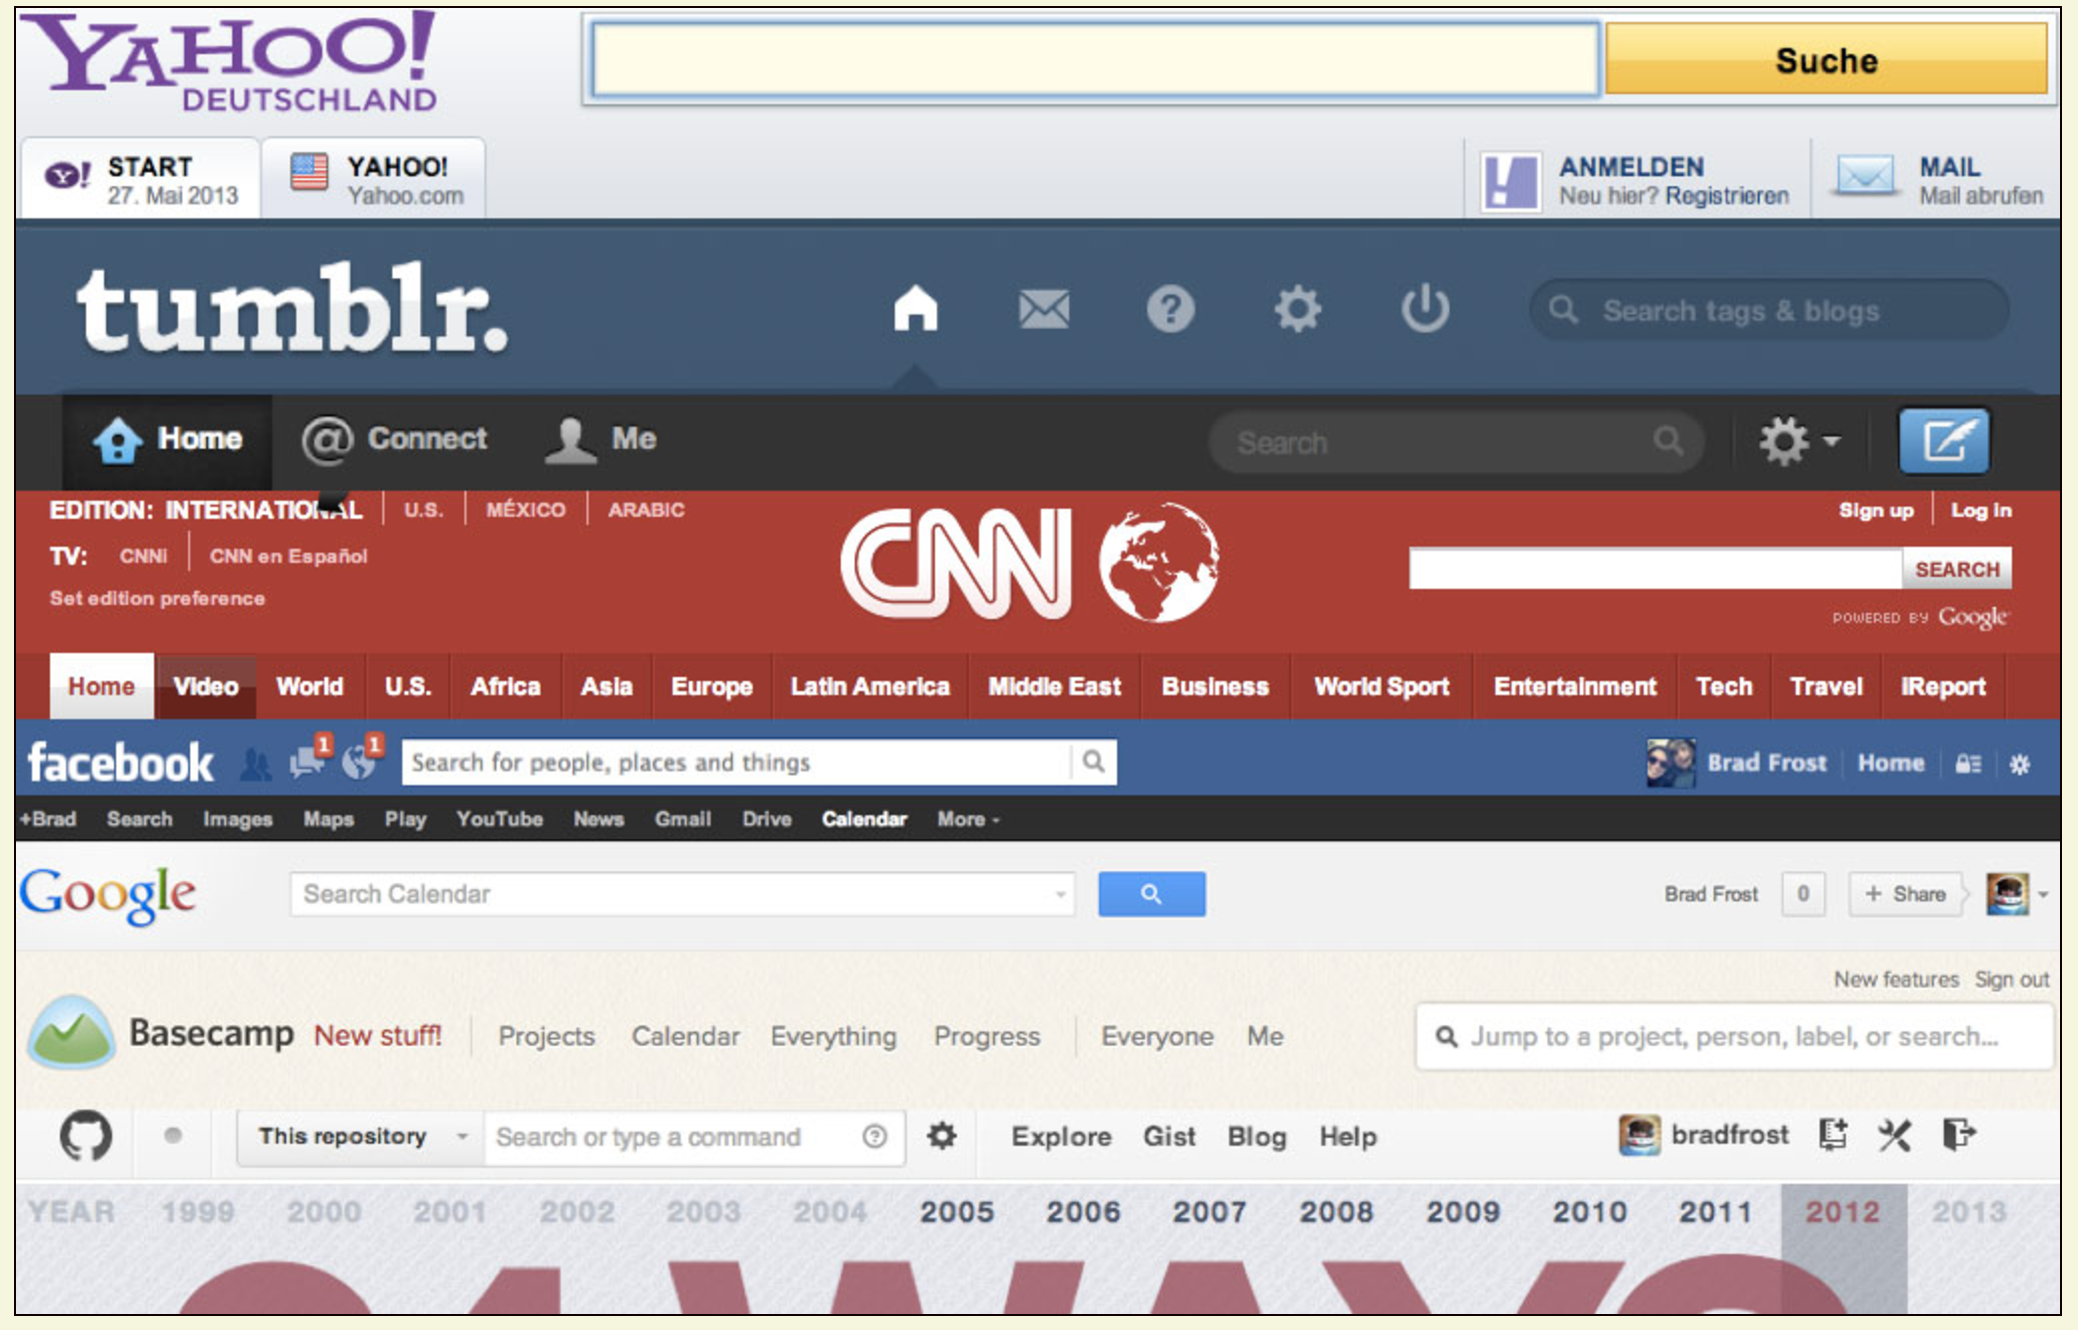 YAHOO!
DEUTSCHLAND
Suche
START
27. Mai 2013
YAHOO!
Yahoo.com
ANMELDEN
Neu hier? Registrieren
MAIL
Mail abrufen
tumblr.
Search tags & blogs
Home @ Connect Me Search
EDITION: INTERNATIONAL U.S. MÉXICO ARABIC
TV: CNNI CNN en Español
Set edition preference
CNN
Sign up Log in
SEARCH
POWERED BY Google
Home Video World U.S. Africa Asia Europe Latin America Middle East Business World Sport Entertainment Tech Travel iReport
facebook 1 1 Search for people, places and things Brad Frost Home
+Brad Search Images Maps Play YouTube News Gmail Drive Calendar More
Google Search Calendar Brad Frost 0 + Share
New features Sign out
Basecamp New stuff! Projects Calendar Everything Progress Everyone Me Jump to a project, person, label, or search...
This repository Search or type a command Explore Gist Blog Help bradfrost
YEAR 1999 2000 2001 2002 2003 2004 2005 2006 2007 2008 2009 2010 2011 2012 2013